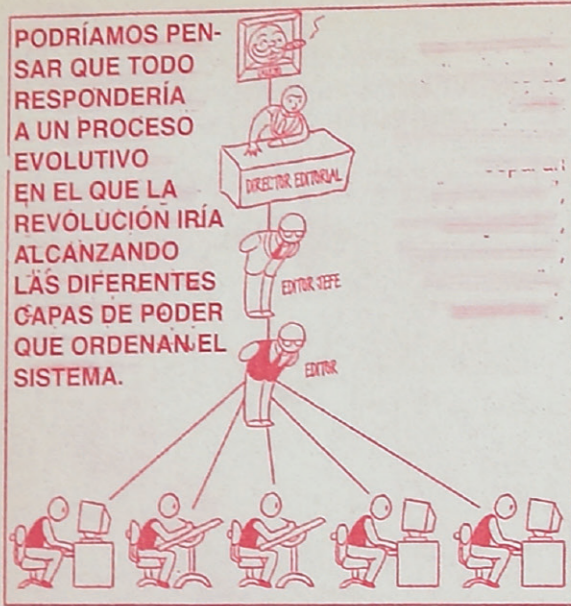 PODRÍAMOS PEN-
SAR QUE TODO
RESPONDERÍA
A UN PROCESO
EVOLUTIVO
EN EL QUE LA
REVOLUCIÓN IRÍA
ALCANZANDO
LAS DIFERENTES
CAPAS DE PODER
QUE ORDENAN EL
SISTEMA.
DIRECTOR EDITORIAL
EDITOR JEFE
EDITOR